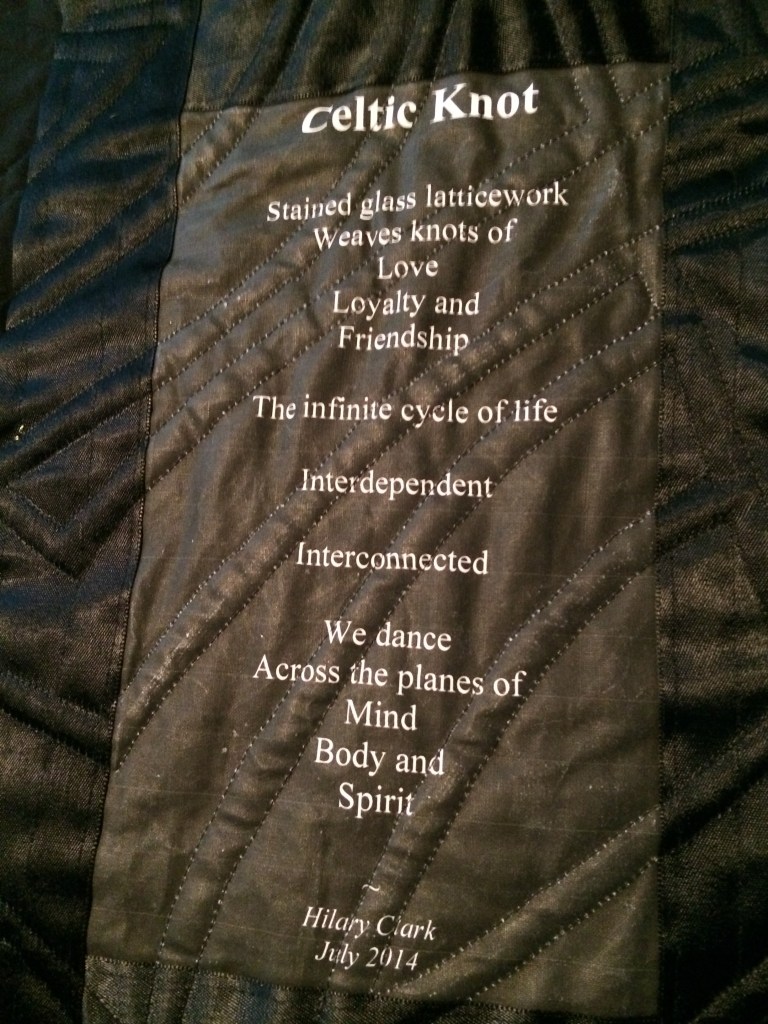 Celtic Knot
Stained glass latticework
Weaves knots of
Love
Loyalty and
Friendship
The infinite cycle of life
Interdependent
Interconnected
We dance
Across the planes of
Mind
Body and
Spirit
~
Hilary Clark
July 2014